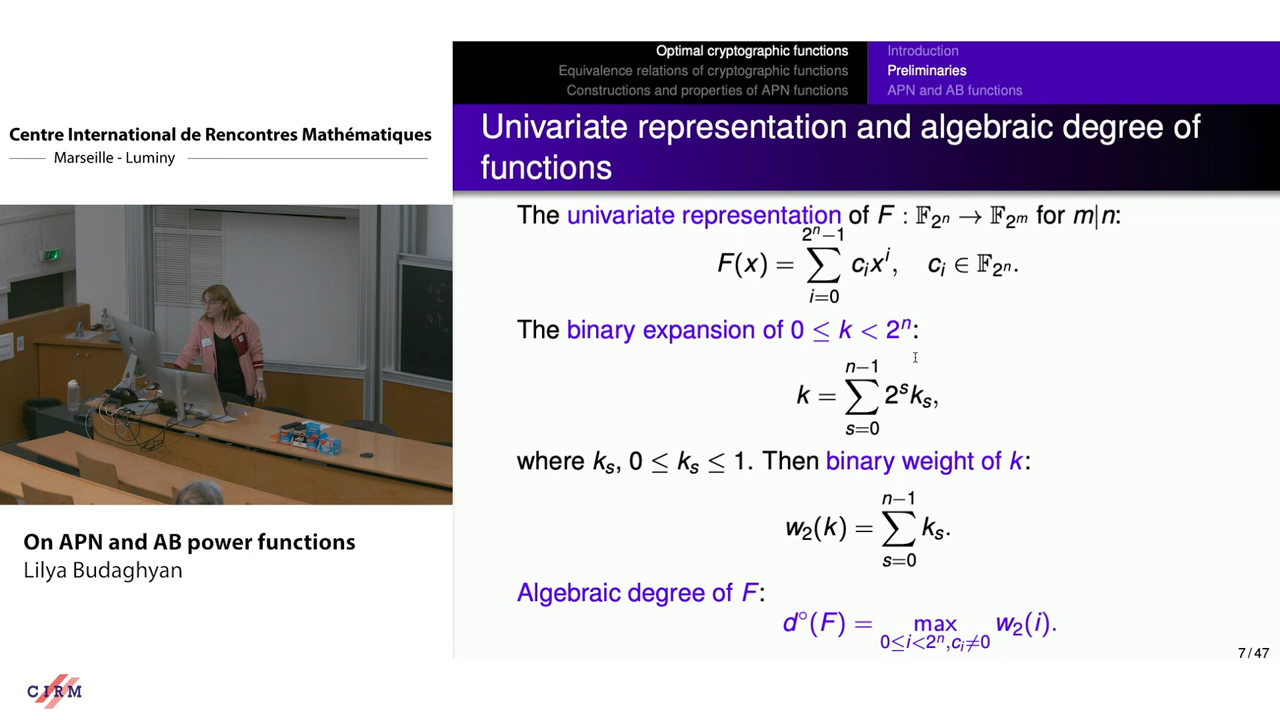 Centre International de Rencontres Mathématiques
Marseille - Luminy
On APN and AB power functions
Lilya Budaghyan
CIRM
Optimal cryptographic functions
Equivalence relations of cryptographic functions
Constructions and properties of APN functions
Introduction
Preliminaries
APN and AB functions
Univariate representation and algebraic degree of
functions
The univariate representation of F : 𝔽_{2^n} → 𝔽_{2^m} for m|n:
F(x) = ∑_{i=0}^{2^n−1} c_i x^i, c_i ∈ 𝔽_{2^n}.
The binary expansion of 0 ≤ k < 2^n:
k = ∑_{s=0}^{n−1} 2^s k_s,
where k_s, 0 ≤ k_s ≤ 1. Then binary weight of k:
w_2(k) = ∑_{s=0}^{n−1} k_s.
Algebraic degree of F:
d°(F) = max_{0≤i<2^n,c_i≠0} w_2(i).
7 / 47